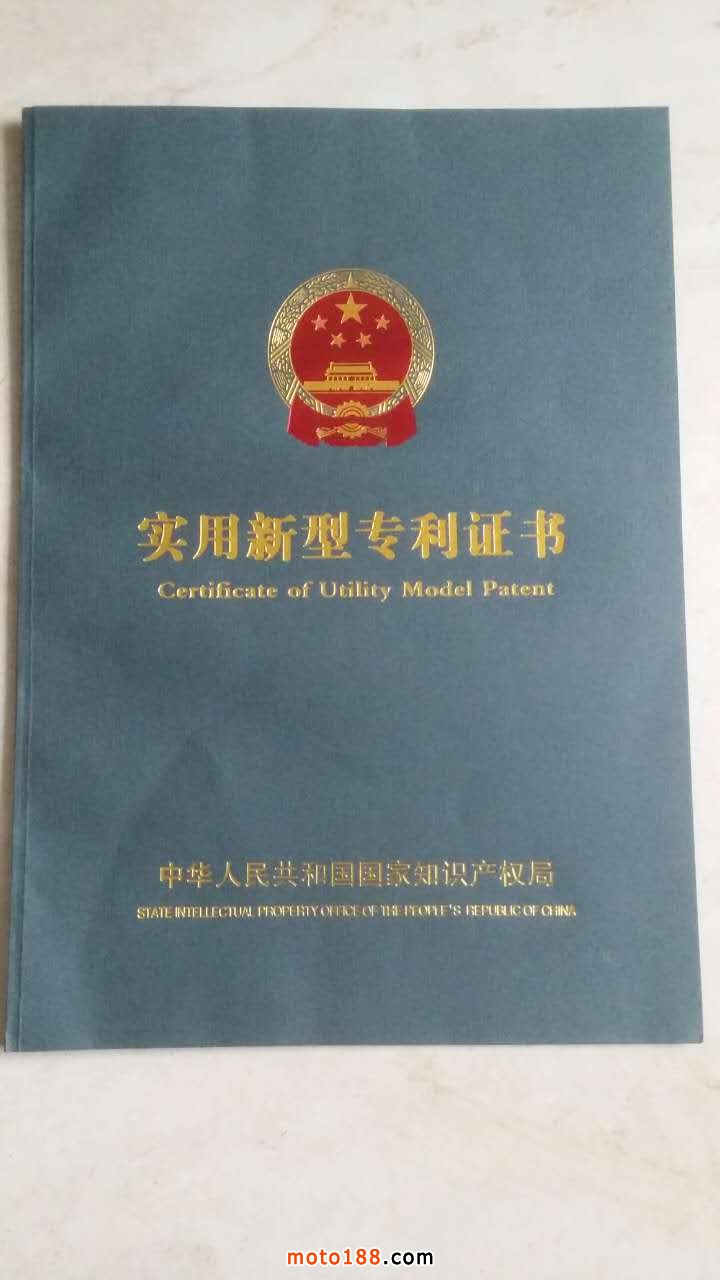 实用新型专利证书
Certificate of Utility Model Patent
中华人民共和国国家知识产权局
STATE INTELLECTUAL PROPERTY OFFICE OF THE PEOPLE'S REPUBLIC OF CHINA
moto188.com